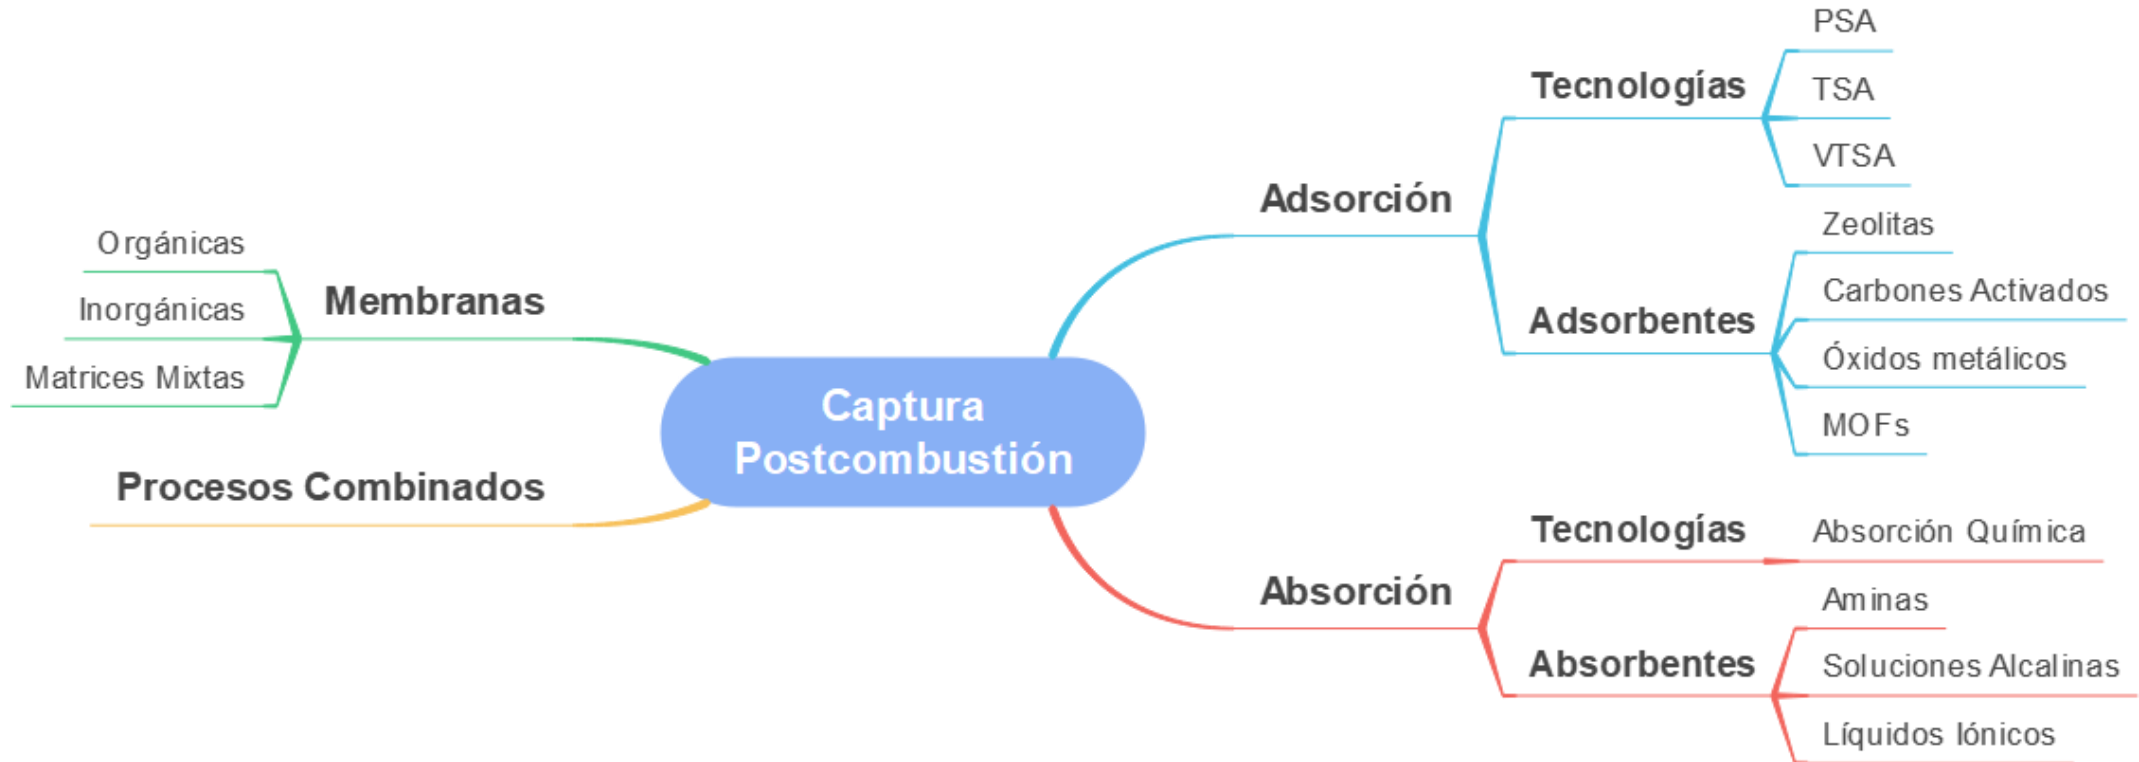 Captura
Postcombustión
Adsorción
Tecnologías
PSA
TSA
VTSA
Adsorbentes
Zeolitas
Carbones Activados
Óxidos metálicos
MOFs
Absorción
Tecnologías
Absorción Química
Absorbentes
Aminas
Soluciones Alcalinas
Líquidos Iónicos
Membranas
Orgánicas
Inorgánicas
Matrices Mixtas
Procesos Combinados